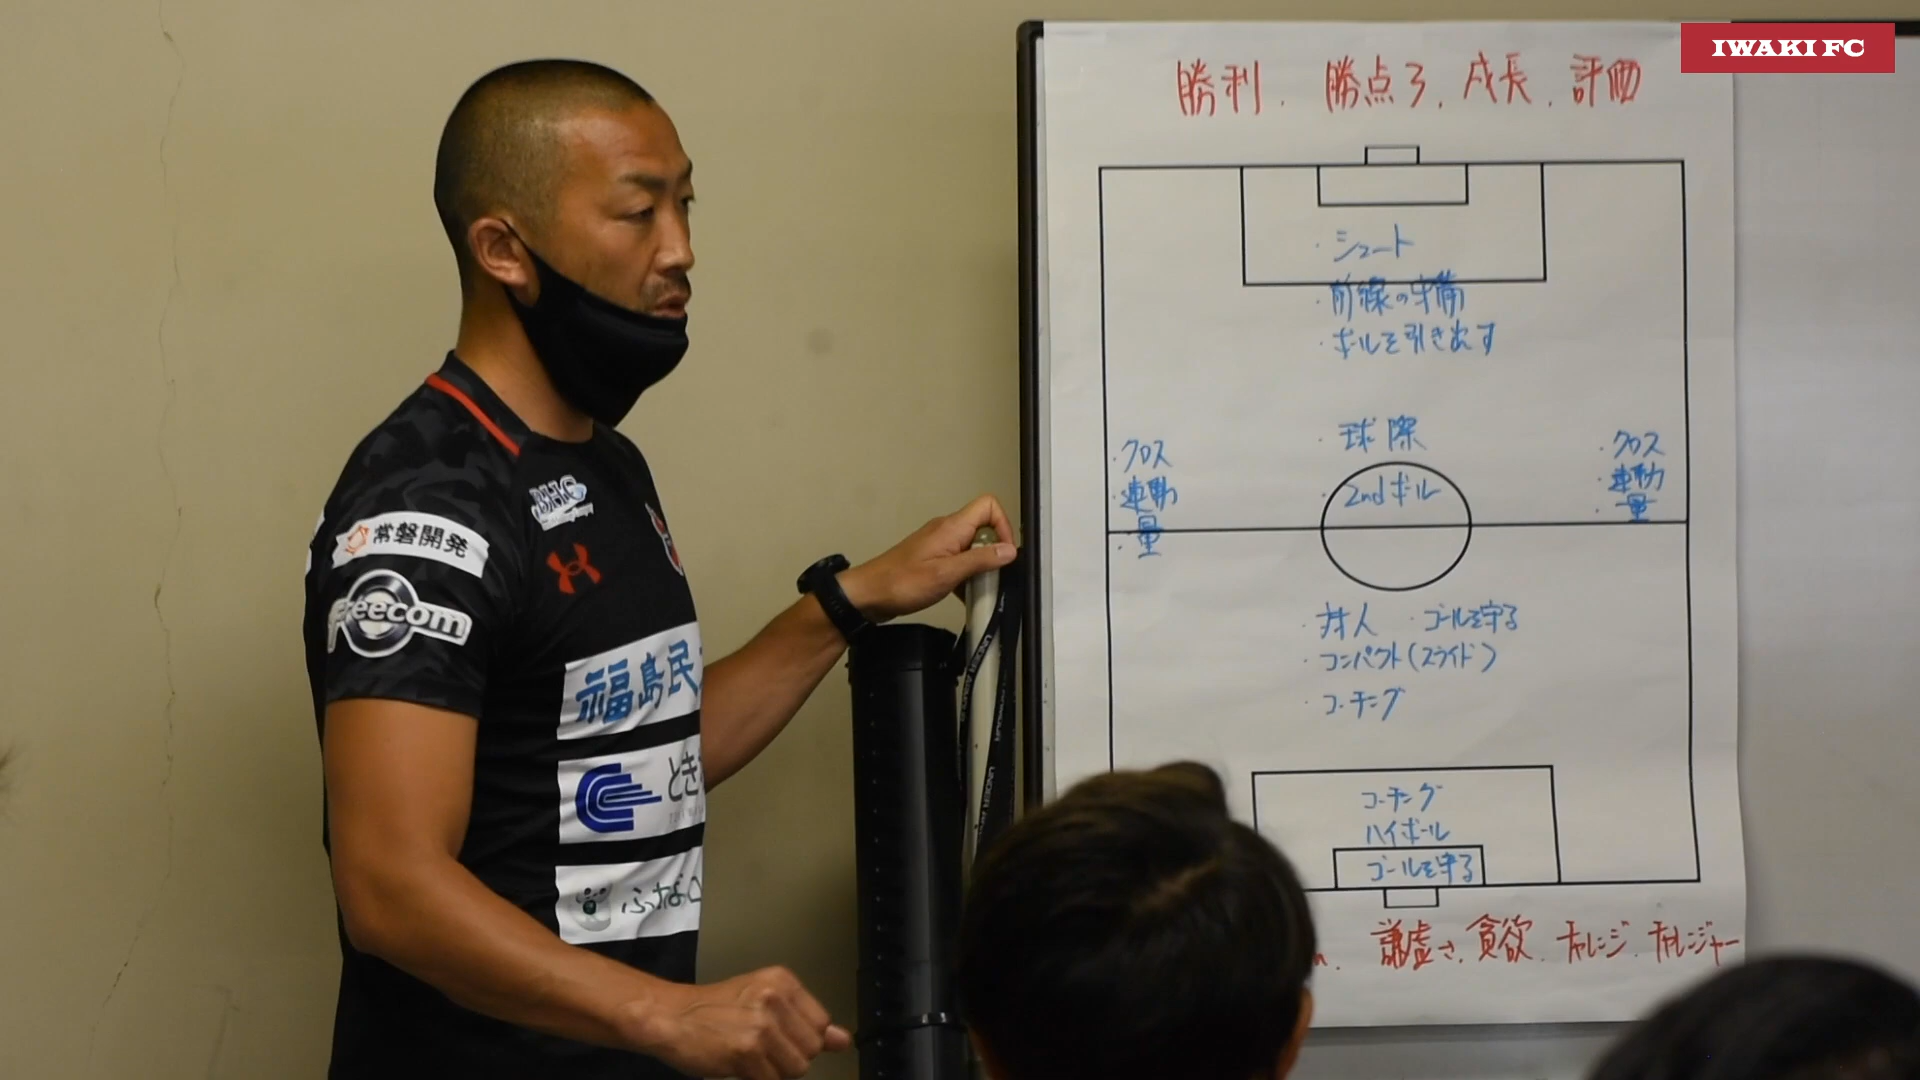 IWAKI FC
勝利. 勝点3. 成長. 評価
・シュート
・前線の守備
・ボールを引き出す
・球際
・2ndボール
・クロス
・運動
量
・クロス
・運動
・量
・対人 ・ゴールを守る
・コンパクト(スライド)
・コーチング
コーチング
ハイボール
ゴールを守る
謙虚さ. 貪欲. チャレンジ. チャレンジャー
常磐開発
freecom
福島民
とき
ふなむ